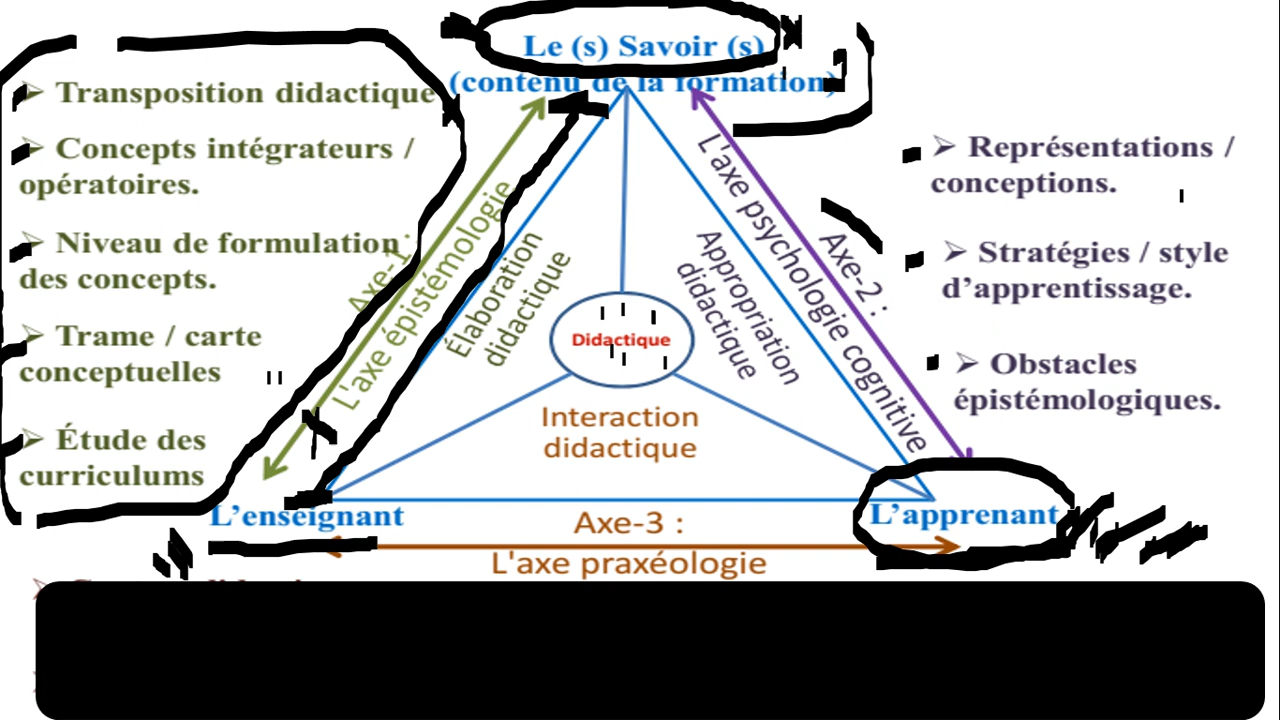 Le (s) Savoir (s)
(contenu de la formation)
➢ Transposition didactique
➢ Concepts intégrateurs /
opératoires.
➢ Niveau de formulation
des concepts.
➢ Trame / carte
conceptuelles
➢ Étude des
curriculums
Axe-1 :
L'axe épistémologie
Élaboration
didactique
Didactique
Interaction
didactique
Appropriation
didactique
L'axe psychologie cognitive
Axe-2 :
➢ Représentations /
conceptions.
➢ Stratégies / style
d’apprentissage.
➢ Obstacles
épistémologiques.
L’enseignant
L’apprenant
Axe-3 :
L'axe praxéologie